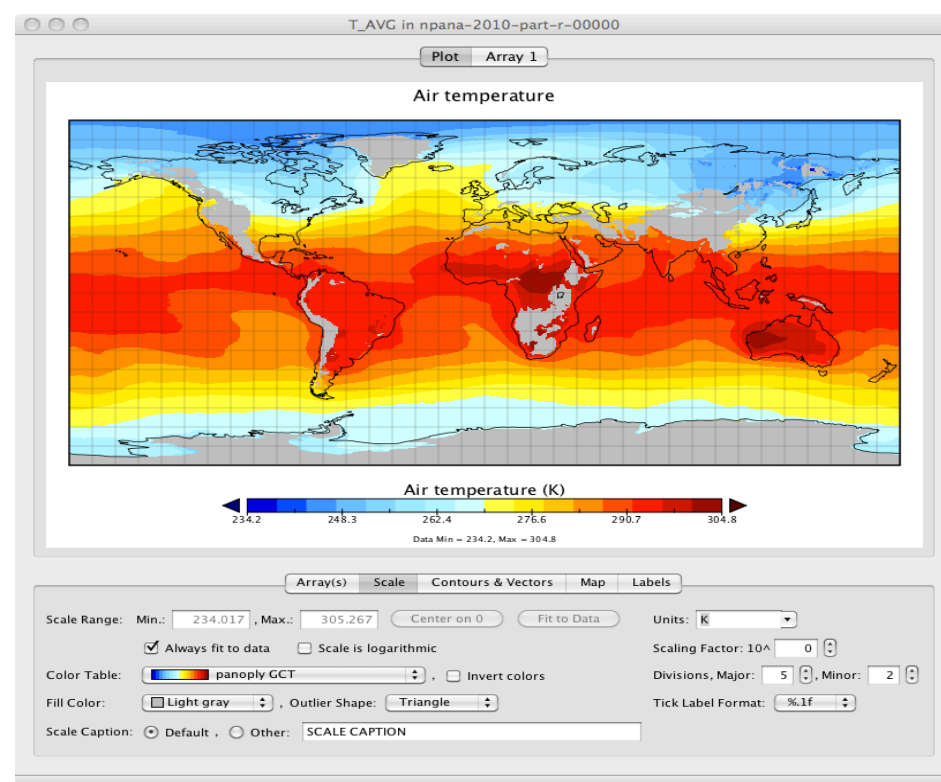 T_AVG in npana-2010-part-r-00000
Plot Array 1
Air temperature
Air temperature (K)
234.2 248.3 262.4 276.6 290.7 304.8
Data Min = 234.2, Max = 304.8
Array(s) Scale Contours & Vectors Map Labels
Scale Range: Min.: 234.017 , Max.: 305.267 Center on 0 Fit to Data Units: K
Always fit to data Scale is logarithmic Scaling Factor: 10^ 0
Color Table: panoply GCT , Invert colors Divisions, Major: 5 , Minor: 2
Fill Color: Light gray , Outlier Shape: Triangle Tick Label Format: %.1f
Scale Caption: Default , Other: SCALE CAPTION